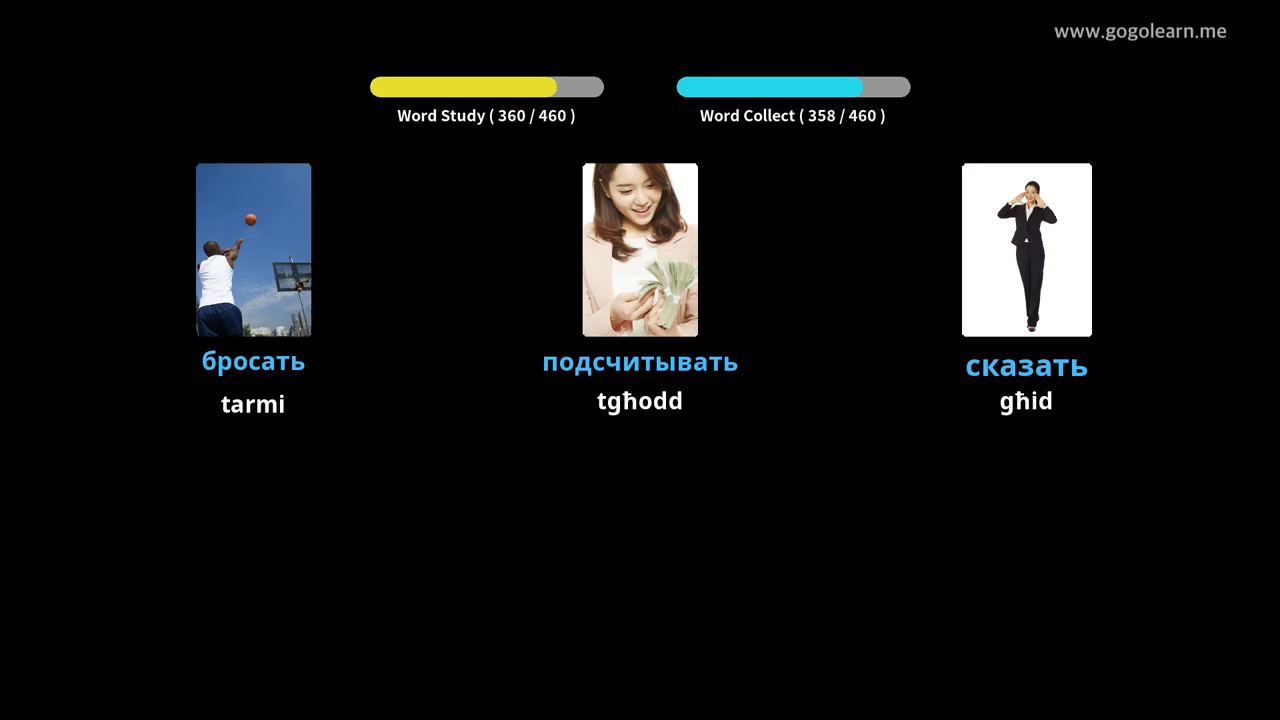 www.gogolearn.me
Word Study ( 360 / 460 )
Word Collect ( 358 / 460 )
бросать
подсчитывать
сказать
tarmi
tgħodd
għid